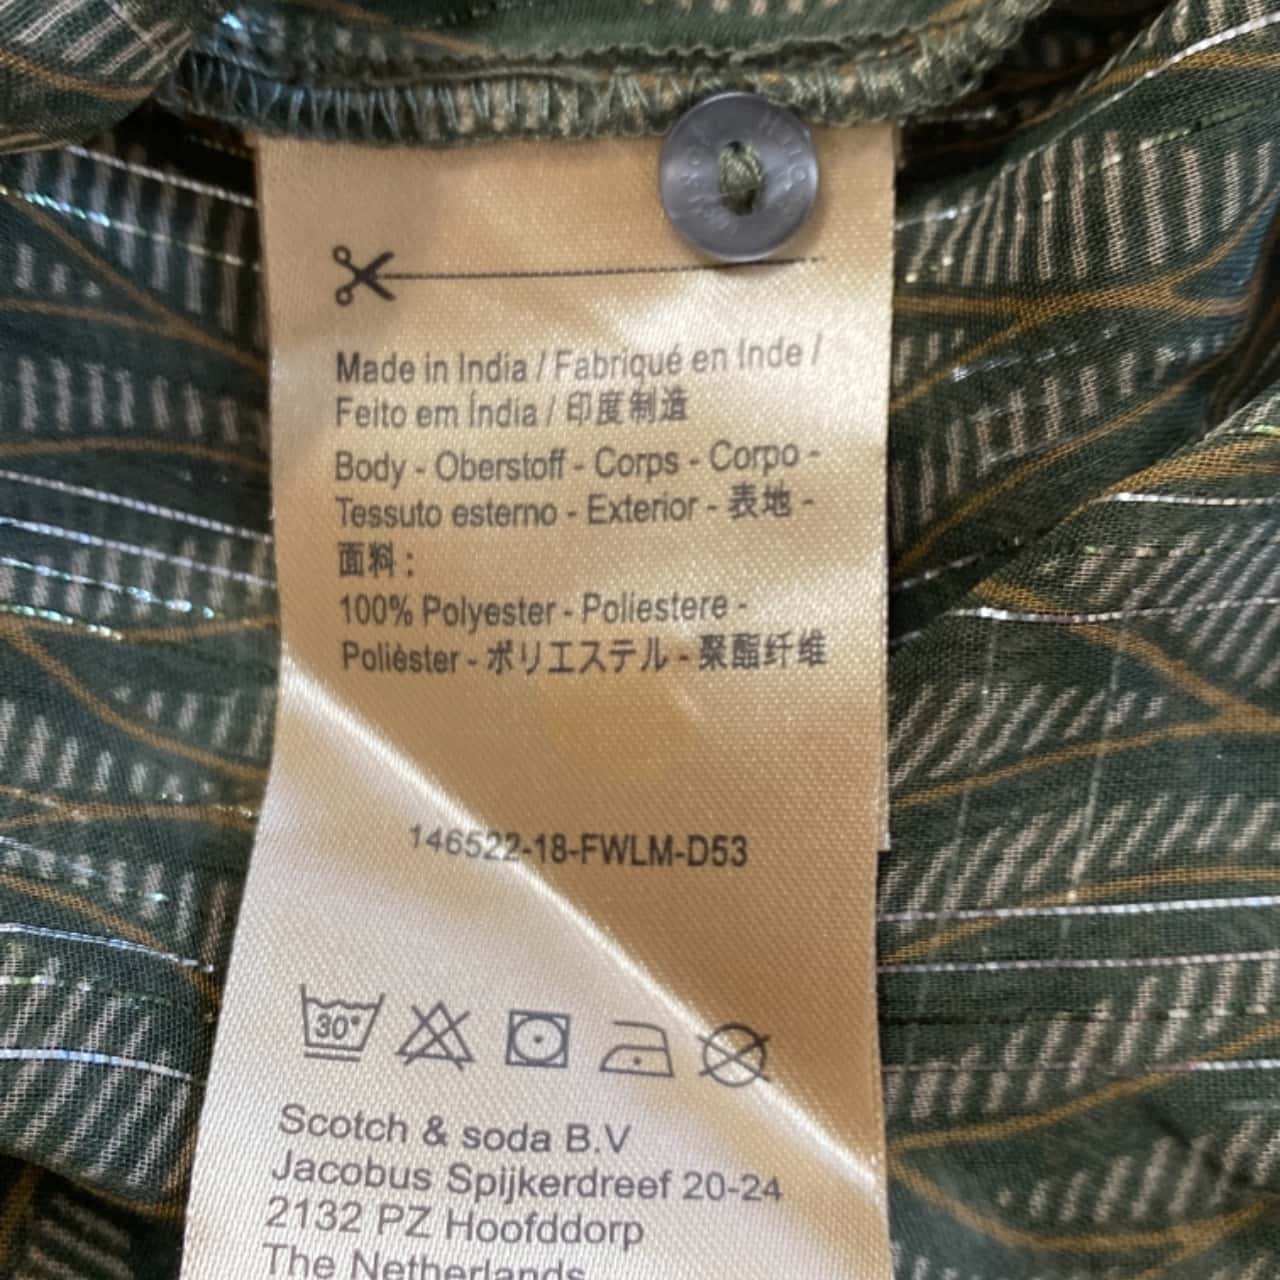 Made in India / Fabriqué en Inde /
Feito em Índia / 印度制造
Body - Oberstoff - Corps - Corpo -
Tessuto esterno - Exterior - 表地 -
面料 :
100% Polyester - Poliestere -
Polièster - ポリエステル - 聚酯纤维
146522-18-FWLM-D53
30°
Scotch & soda B.V
Jacobus Spijkerdreef 20-24
2132 PZ Hoofddorp
The Netherlands